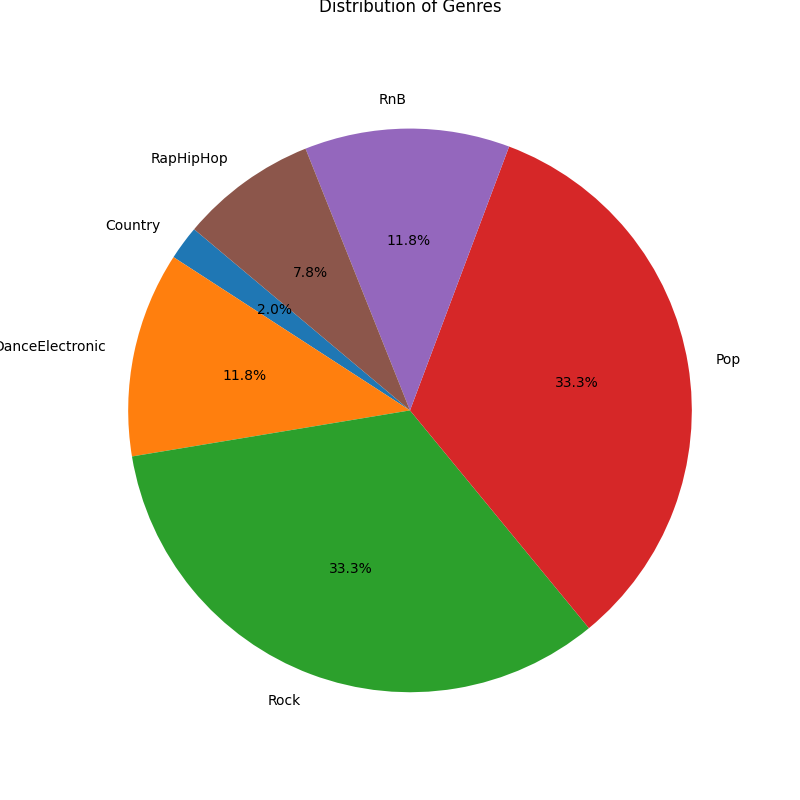 Distribution of Genres
RnB
RapHipHop
Country
DanceElectronic
Pop
Rock
11.8%
7.8%
2.0%
11.8%
33.3%
33.3%